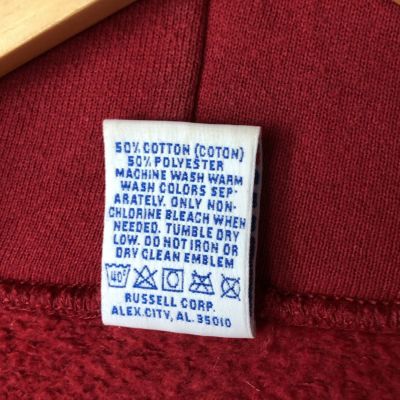 50% COTTON (COTON)
50% POLYESTER
MACHINE WASH WARM
WASH COLORS SEP-
ARATELY. ONLY NON-
CHLORINE BLEACH WHEN
NEEDED. TUMBLE DRY
LOW. DO NOT IRON OR
DRY CLEAN EMBLEM
40°
RUSSELL CORP.
ALEX.CITY, AL. 35010